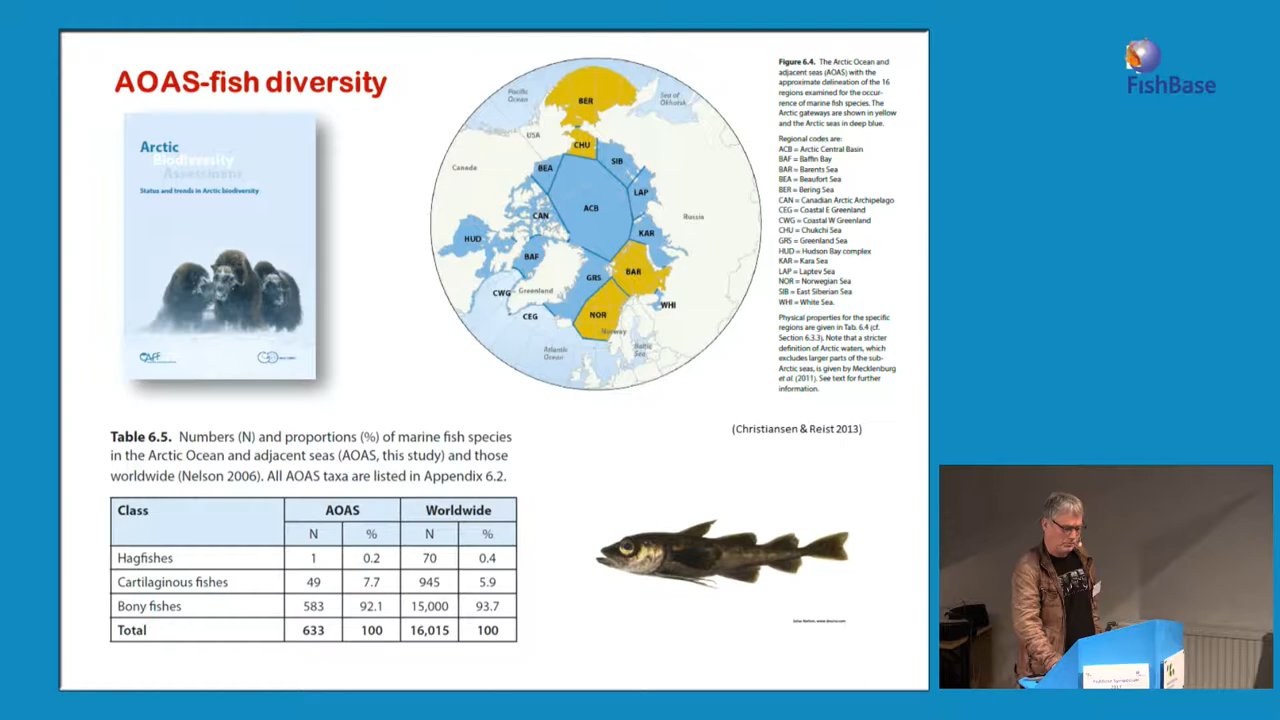 AOAS-fish diversity
FishBase
Arctic
Biodiversity
Assessment
Status and trends in Arctic biodiversity
CAFF
Pacific
Ocean
Sea of
Okhotsk
BER
USA
CHU
Canada
BEA
SIB
LAP
CAN
ACB
Russia
HUD
KAR
BAF
BAR
GRS
CWG
Greenland
WHI
CEG
NOR
Norway
Atlantic
Ocean
Baltic
Sea
Figure 6.4. The Arctic Ocean and
adjacent seas (AOAS) with the
approximate delineation of the 16
regions examined for the occur-
rence of marine fish species. The
Arctic gateways are shown in yellow
and the Arctic seas in deep blue.
Regional codes are:
ACB = Arctic Central Basin
BAF = Baffin Bay
BAR = Barents Sea
BEA = Beaufort Sea
BER = Bering Sea
CAN = Canadian Arctic Archipelago
CEG = Coastal E Greenland
CWG = Coastal W Greenland
CHU = Chukchi Sea
GRS = Greenland Sea
HUD = Hudson Bay complex
KAR = Kara Sea
LAP = Laptev Sea
NOR = Norwegian Sea
SIB = East Siberian Sea
WHI = White Sea.
Physical properties for the specific
regions are given in Tab. 6.4 (cf.
Section 6.3.3). Note that a stricter
definition of Arctic waters, which
excludes larger parts of the sub-
Arctic seas, is given by Mecklenburg
et al. (2011). See text for further
information.
(Christiansen & Reist 2013)
Table 6.5. Numbers (N) and proportions (%) of marine fish species
in the Arctic Ocean and adjacent seas (AOAS, this study) and those
worldwide (Nelson 2006). All AOAS taxa are listed in Appendix 6.2.
Class AOAS Worldwide
N % N %
Hagfishes 1 0.2 70 0.4
Cartilaginous fishes 49 7.7 945 5.9
Bony fishes 583 92.1 15,000 93.7
Total 633 100 16,015 100
FishBase Symposium
2017